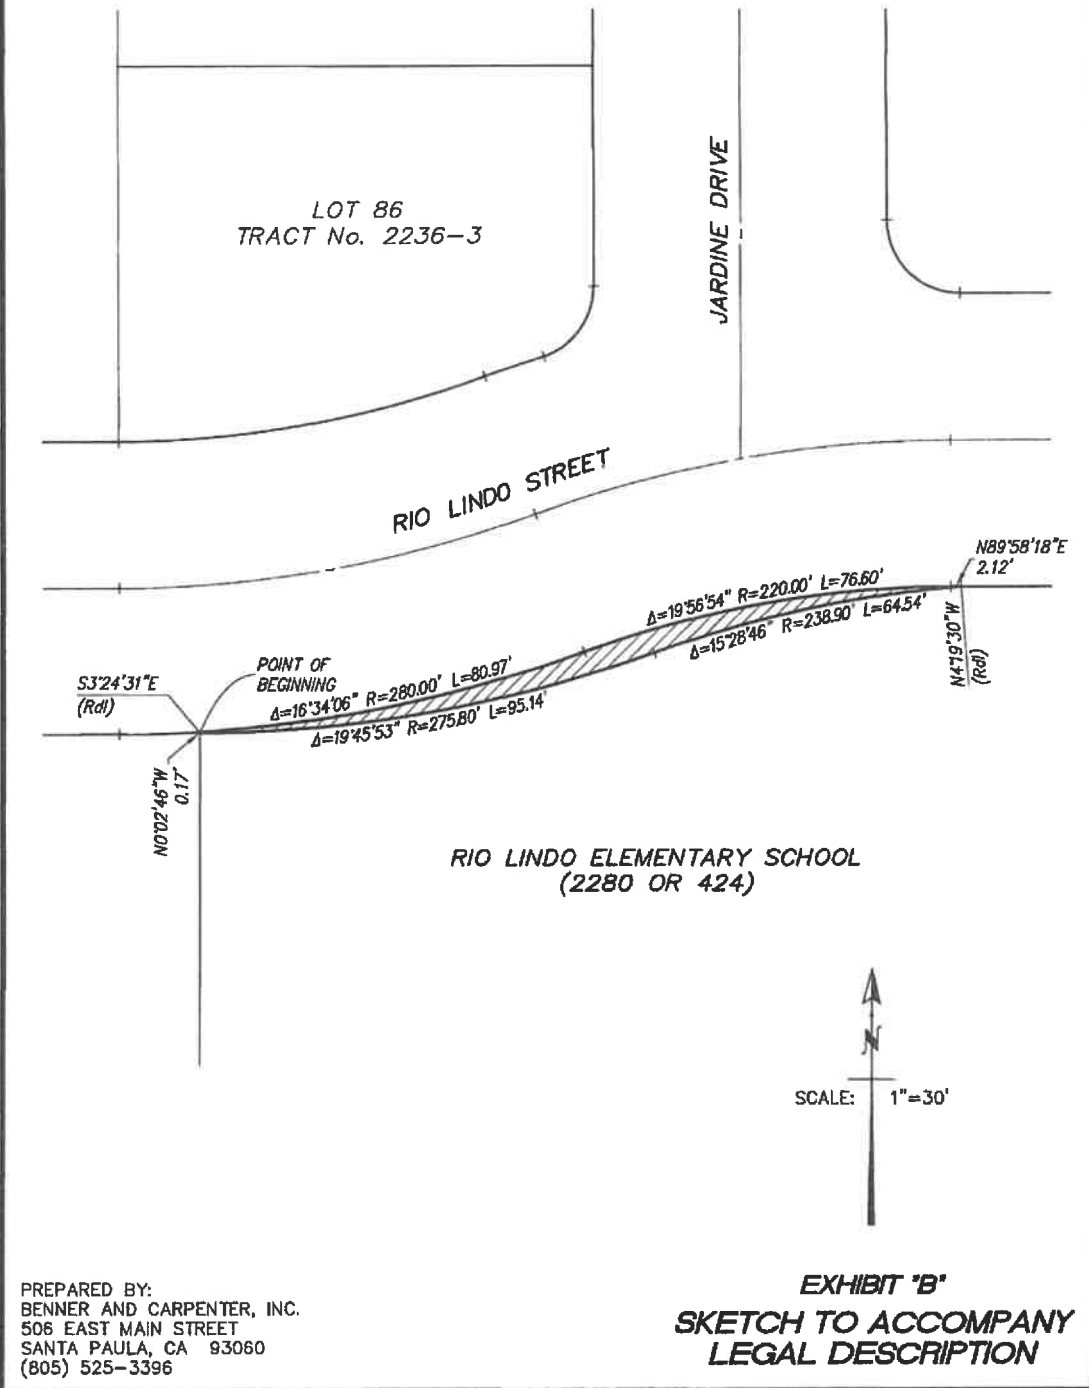 LOT 86
TRACT No. 2236-3
JARDINE DRIVE
RIO LINDO STREET
N89°58'18"E
2.12'
Δ=19°56'54" R=220.00' L=76.60'
Δ=15°28'46" R=238.90' L=64.54'
N4°19'30"W
(Rdl)
S3°24'31"E
(Rdl)
POINT OF
BEGINNING
Δ=16°34'06" R=280.00' L=80.97'
Δ=19°45'53" R=275.80' L=95.14'
N0°02'46"W
0.17'
RIO LINDO ELEMENTARY SCHOOL
(2280 OR 424)
N
SCALE: 1"=30'
PREPARED BY:
BENNER AND CARPENTER, INC.
506 EAST MAIN STREET
SANTA PAULA, CA 93060
(805) 525-3396
EXHIBIT "B"
SKETCH TO ACCOMPANY
LEGAL DESCRIPTION